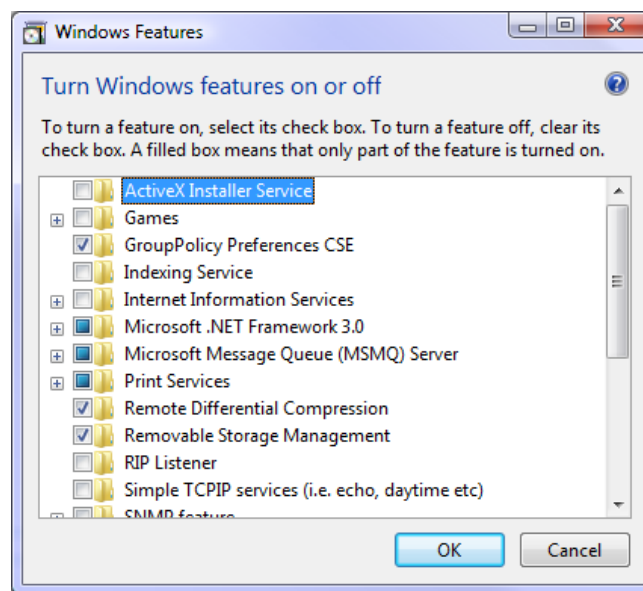 Windows Features
Turn Windows features on or off
To turn a feature on, select its check box. To turn a feature off, clear its
check box. A filled box means that only part of the feature is turned on.
ActiveX Installer Service
Games
GroupPolicy Preferences CSE
Indexing Service
Internet Information Services
Microsoft .NET Framework 3.0
Microsoft Message Queue (MSMQ) Server
Print Services
Remote Differential Compression
Removable Storage Management
RIP Listener
Simple TCPIP services (i.e. echo, daytime etc)
SNMP feature
OK Cancel